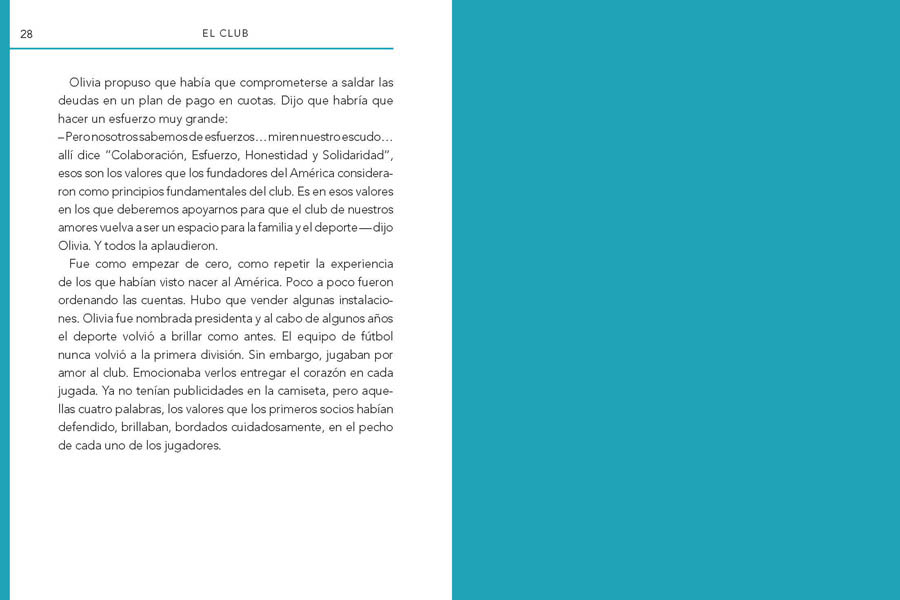 28
EL CLUB
Olivia propuso que había que comprometerse a saldar las
deudas en un plan de pago en cuotas. Dijo que habría que
hacer un esfuerzo muy grande:
– Pero nosotros sabemos de esfuerzos… miren nuestro escudo…
allí dice “Colaboración, Esfuerzo, Honestidad y Solidaridad”,
esos son los valores que los fundadores del América considera-
ron como principios fundamentales del club. Es en esos valores
en los que deberemos apoyarnos para que el club de nuestros
amores vuelva a ser un espacio para la familia y el deporte —dijo
Olivia. Y todos la aplaudieron.
Fue como empezar de cero, como repetir la experiencia
de los que habían visto nacer al América. Poco a poco fueron
ordenando las cuentas. Hubo que vender algunas instalacio-
nes. Olivia fue nombrada presidenta y al cabo de algunos años
el deporte volvió a brillar como antes. El equipo de fútbol
nunca volvió a la primera división. Sin embargo, jugaban por
amor al club. Emocionaba verlos entregar el corazón en cada
jugada. Ya no tenían publicidades en la camiseta, pero aque-
llas cuatro palabras, los valores que los primeros socios habían
defendido, brillaban, bordados cuidadosamente, en el pecho
de cada uno de los jugadores.